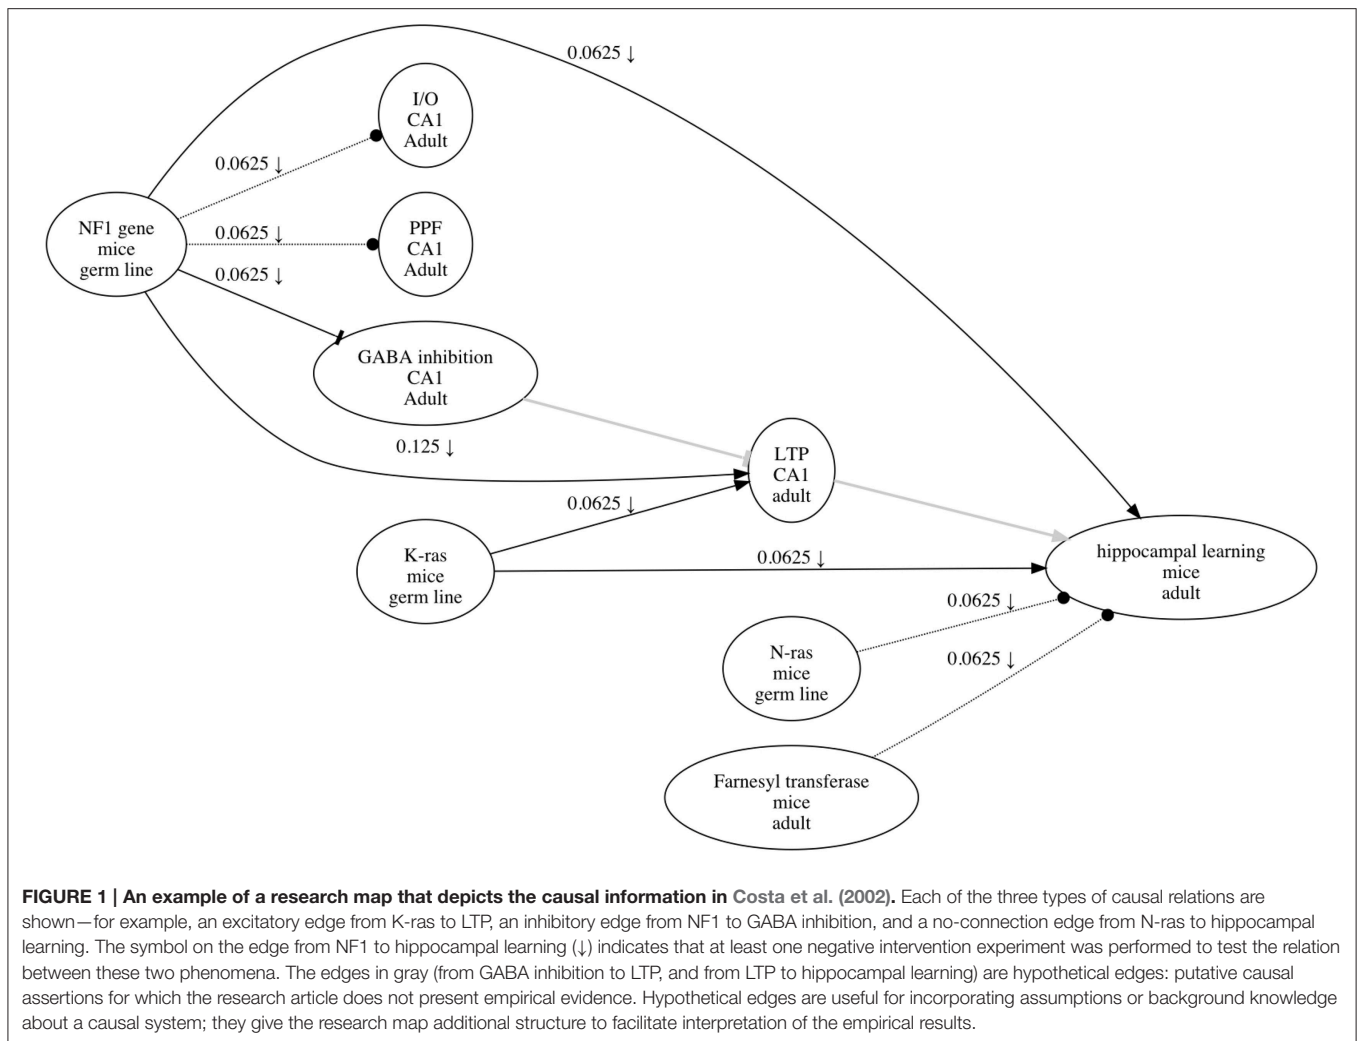 0.0625 ↓
I/O
CA1
Adult
0.0625 ↓
NF1 gene
mice
germ line
0.0625 ↓
PPF
CA1
Adult
0.0625 ↓
GABA inhibition
CA1
Adult
0.125 ↓
LTP
CA1
adult
0.0625 ↓
K-ras
mice
germ line
0.0625 ↓
hippocampal learning
mice
adult
0.0625 ↓
N-ras
mice
germ line
0.0625 ↓
Farnesyl transferase
mice
adult
FIGURE 1 | An example of a research map that depicts the causal information in Costa et al. (2002). Each of the three types of causal relations are
shown—for example, an excitatory edge from K-ras to LTP, an inhibitory edge from NF1 to GABA inhibition, and a no-connection edge from N-ras to hippocampal
learning. The symbol on the edge from NF1 to hippocampal learning (↓) indicates that at least one negative intervention experiment was performed to test the relation
between these two phenomena. The edges in gray (from GABA inhibition to LTP, and from LTP to hippocampal learning) are hypothetical edges: putative causal
assertions for which the research article does not present empirical evidence. Hypothetical edges are useful for incorporating assumptions or background knowledge
about a causal system; they give the research map additional structure to facilitate interpretation of the empirical results.